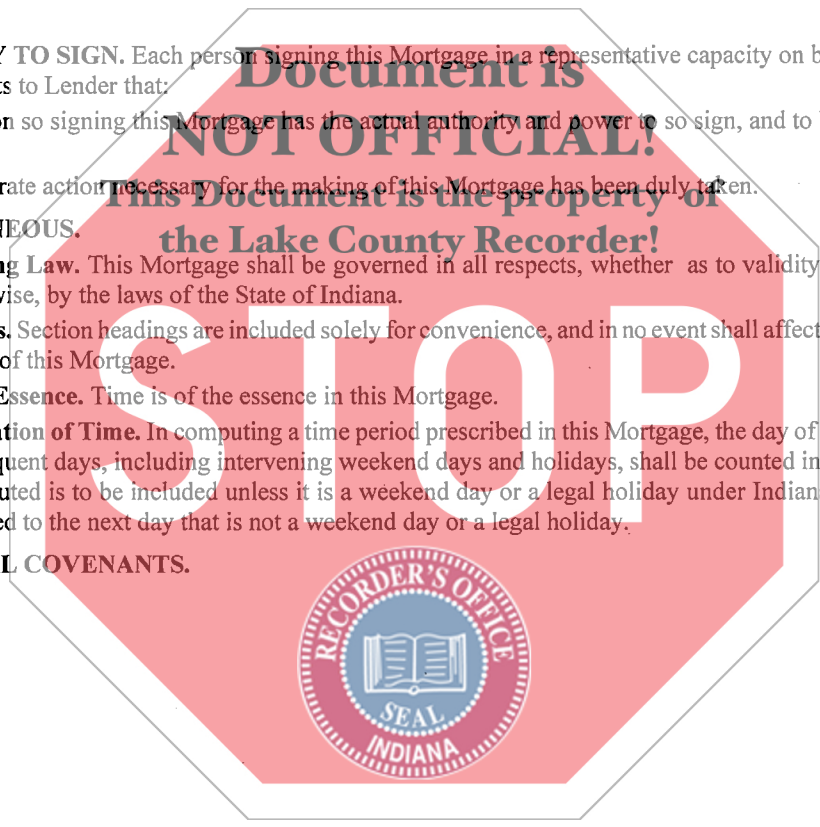 Y TO SIGN. Each person signing this Mortgage in a representative capacity on b
Document is
s to Lender that:
n so signing this Mortgage has the actual authority and power to so sign, and to
NOT OFFICIAL!
rate action necessary for the making of this Mortgage has been duly taken.
This Document is the property of
NEOUS.
the Lake County Recorder!
ng Law. This Mortgage shall be governed in all respects, whether as to validity
wise, by the laws of the State of Indiana.
s. Section headings are included solely for convenience, and in no event shall affect
of this Mortgage.
STOP
Essence. Time is of the essence in this Mortgage.
tion of Time. In computing a time period prescribed in this Mortgage, the day of
quent days, including intervening weekend days and holidays, shall be counted in
uted is to be included unless it is a weekend day or a legal holiday under Indian
ed to the next day that is not a weekend day or a legal holiday.
L COVENANTS.
RECORDER'S OFFICE
SEAL
INDIANA